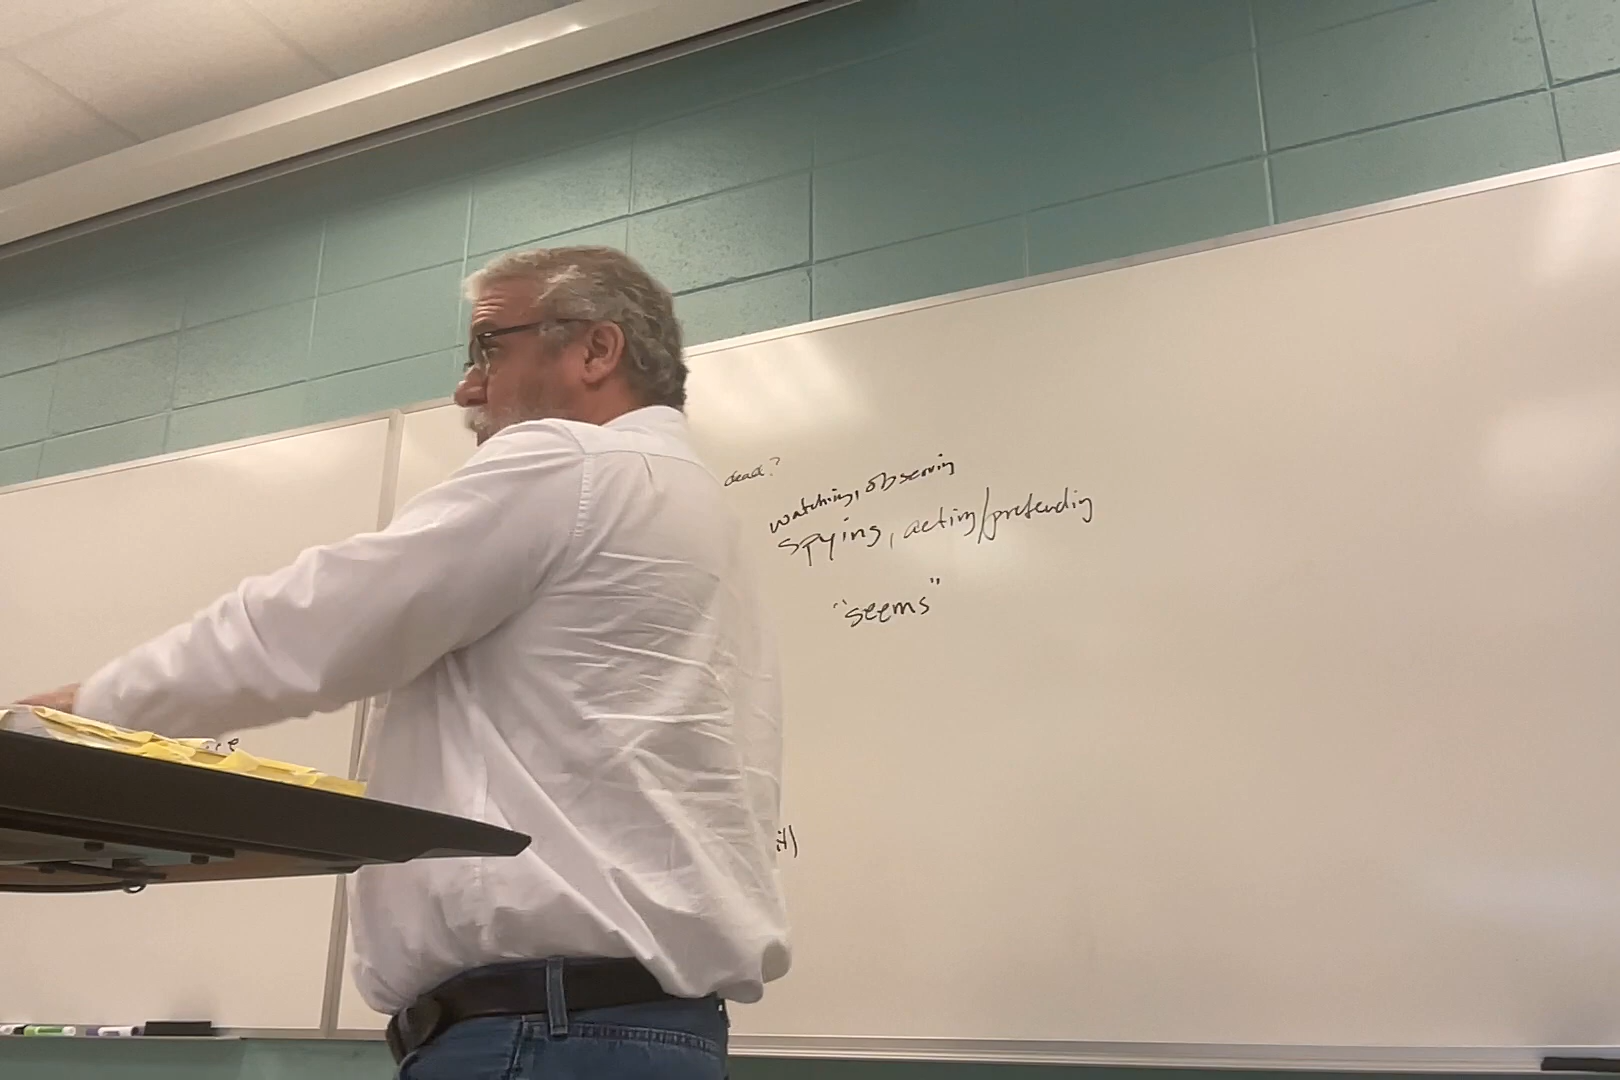 dead?
watching, observing
spying, acting/pretending
"seems"